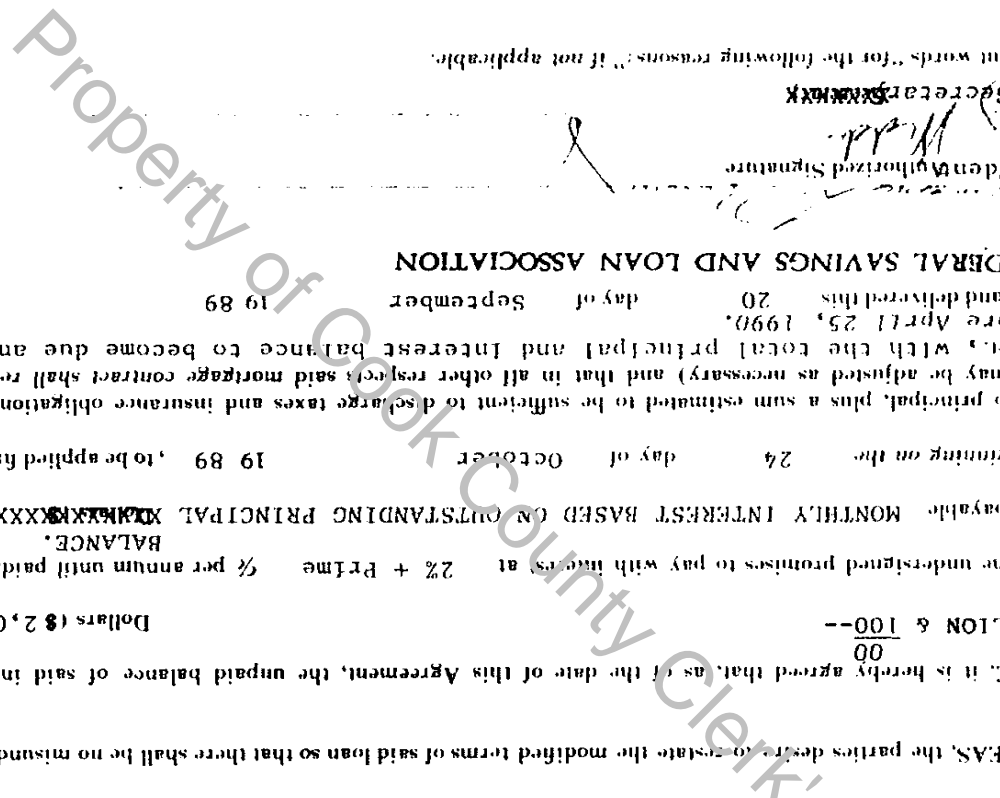 EAS, the parties desire to restate the modified terms of said loan so that there shall be no misund
it is hereby agreed that, as of the date of this Agreement, the unpaid balance of said in
LION & 00/100-- Dollars ($2,0
undersigned promises to pay with interest at 2% + Prime % per annum until paid
BALANCE.
payable MONTHLY INTEREST BASED ON OUTSTANDING PRINCIPAL
inning on the 24 day of October 19 89 , to be applied fi
principal, plus a sum estimated to be sufficient to discharge taxes and insurance obligation
may be adjusted as necessary) and that in all other respects said mortgage contract shall re
, with the total principal and interest balance to become due an
ore April 25, 1990.
and delivered this 20 day of September 19 89
DERAL SAVINGS AND LOAN ASSOCIATION
Authorized Signature
Secretary
ut words "for the following reasons:" if not applicable.
Property of Cook County Clerk'